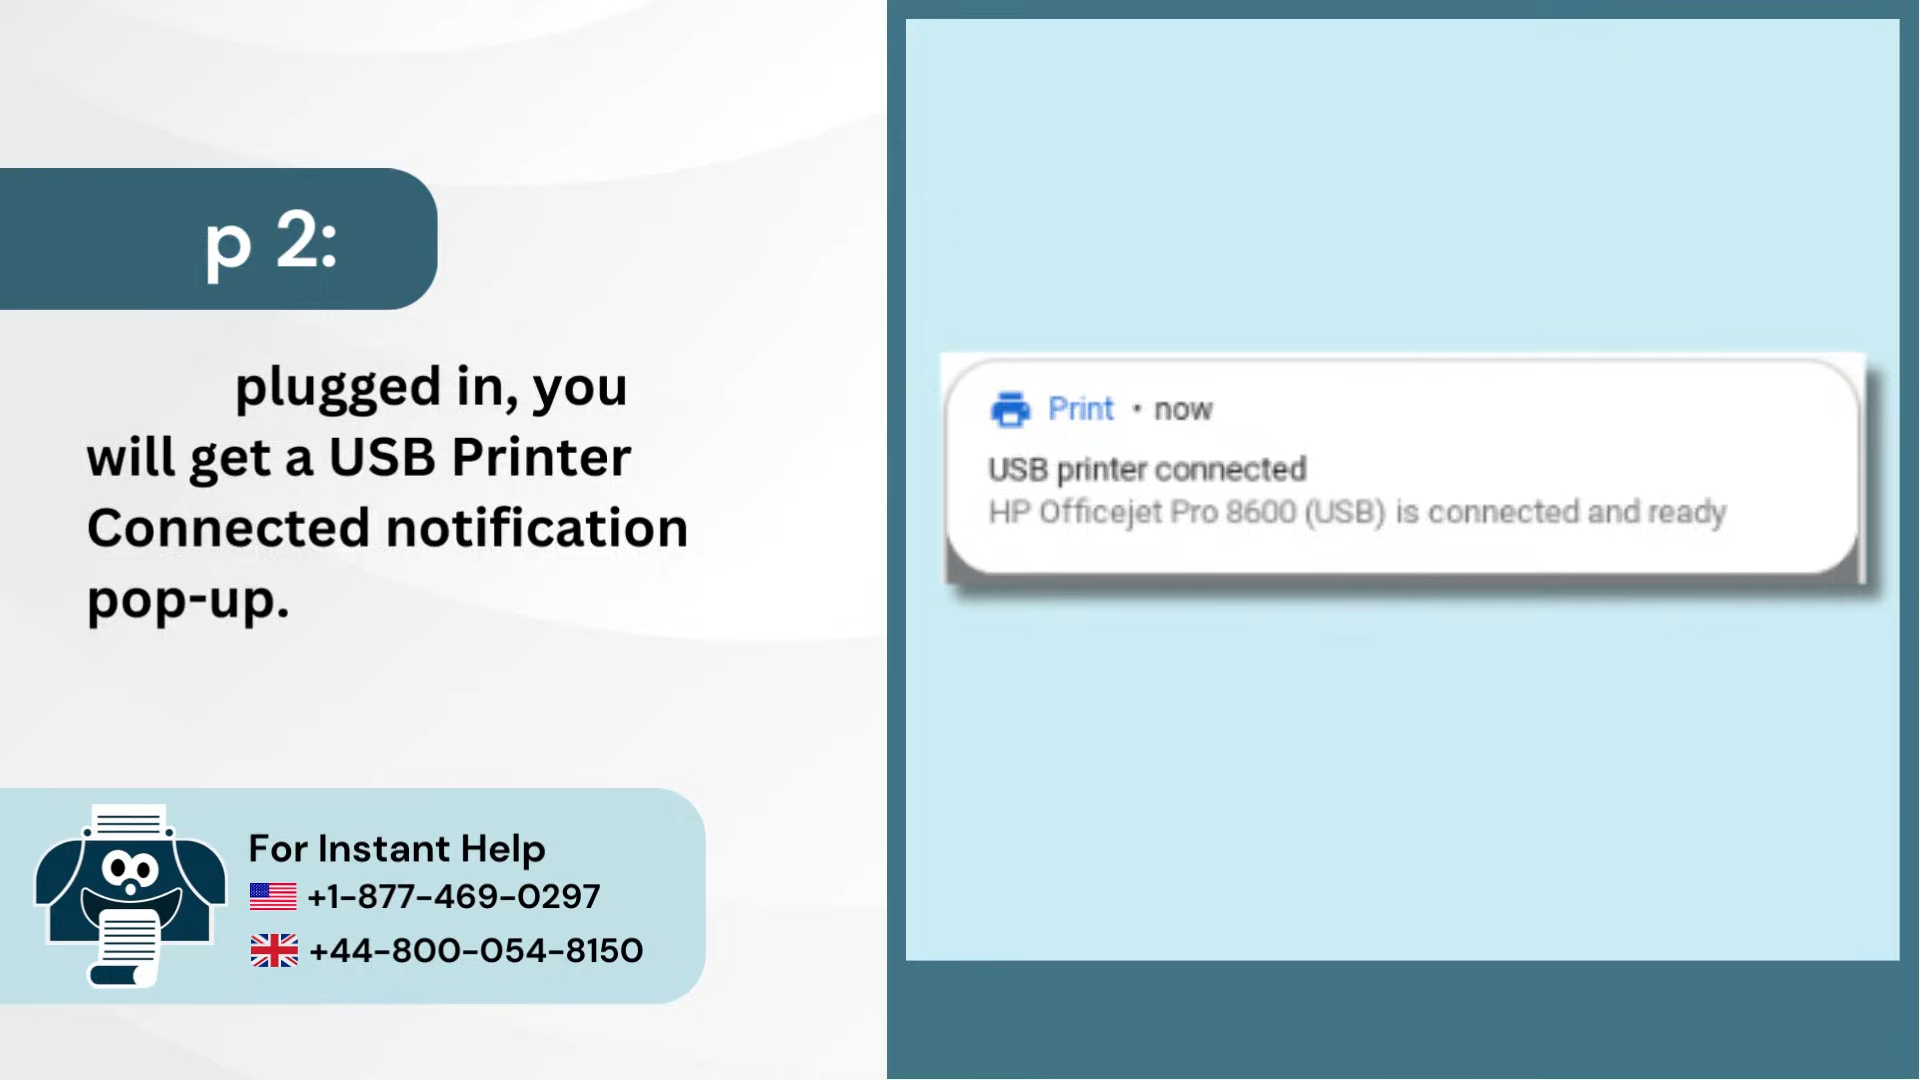 p 2:
plugged in, you
will get a USB Printer
Connected notification
pop-up.
For Instant Help
+1-877-469-0297
+44-800-054-8150
Print • now
USB printer connected
HP Officejet Pro 8600 (USB) is connected and ready